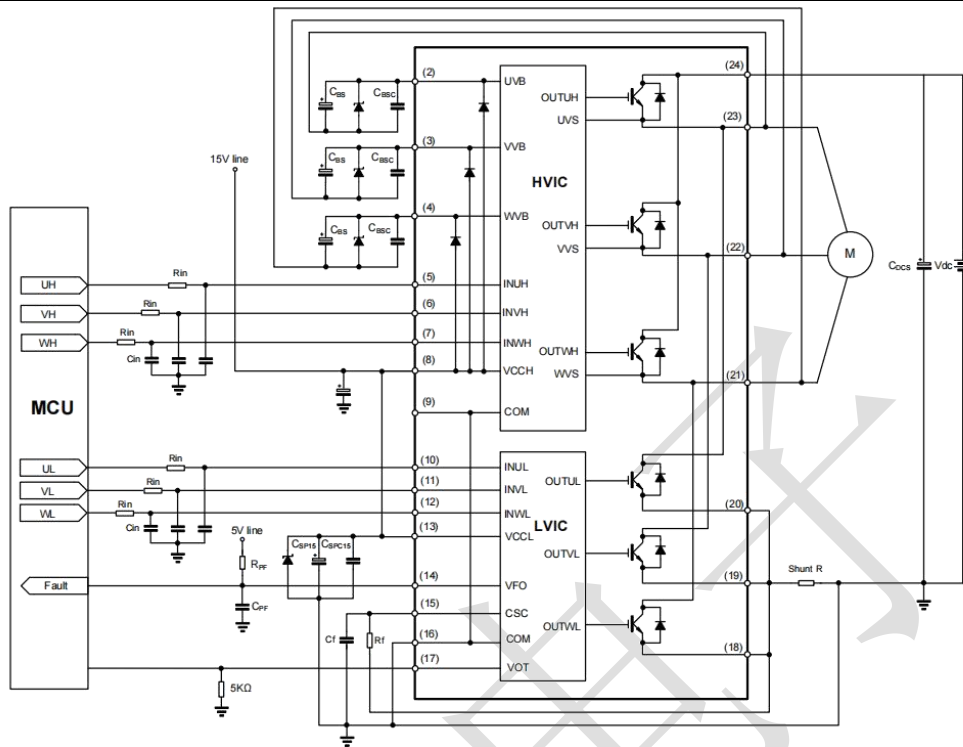 (2)
UVB
CBS
CBSC
(24)
OUTUH
UVS
(23)
(3)
VVB
CBS
CBSC
15V line
HVIC
(4)
WVB
CBS
CBSC
OUTVH
VVS
(22)
M
CDCS
Vdc
UH
Rin
(5)
INUH
VH
Rin
(6)
INVH
WH
Rin
(7)
INWH
Cin
(8)
VCCH
OUTWH
WVS
(21)
MCU
(9)
COM
UL
Rin
(10)
INUL
VL
Rin
(11)
INVL
WL
Rin
(12)
INWL
Cin
(13)
VCCL
OUTUL
(20)
LVIC
5V line
RPF
CSP15
CSPC15
Fault
(14)
VFO
OUTVL
(19)
Shunt R
CPF
(15)
CSC
Cf
Rf
(16)
COM
OUTWL
(18)
(17)
VOT
5KΩ